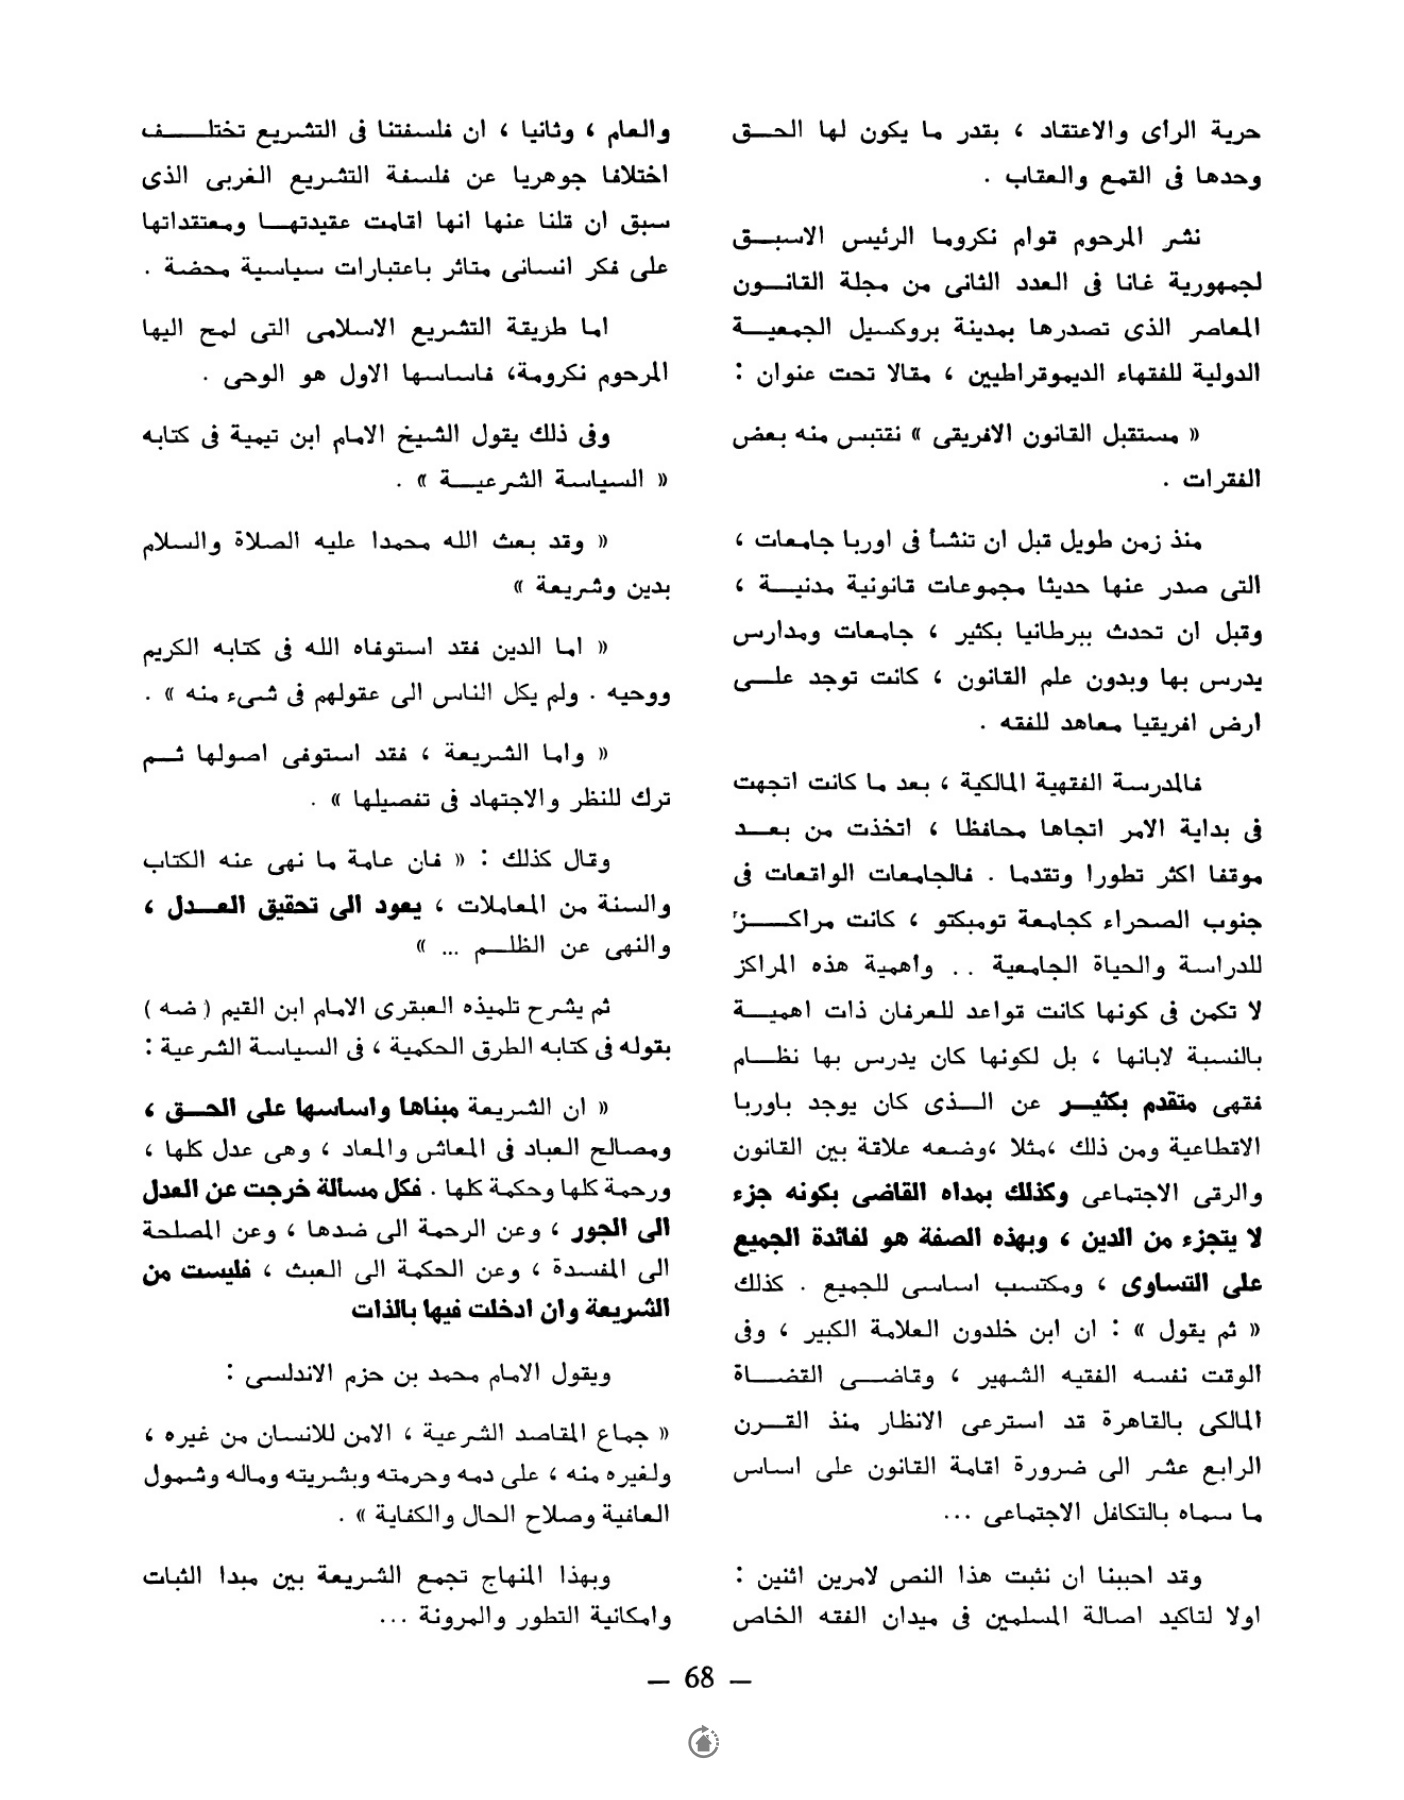 حرية الرأى والاعتقاد ، بقدر ما يكون لها الحق
وحدها فى القمع والعقاب .
نشر المرحوم قوام نكروما الرئيس الاسبق
لجمهورية غانا فى العدد الثانى من مجلة القانون
المعاصر الذى تصدرها بمدينة بروكسيل الجمعية
الدولية للفقهاء الديموقراطيين ، مقالا تحت عنوان :
« مستقبل القانون الافريقى » نقتبس منه بعض
الفقرات .
منذ زمن طويل قبل ان تنشأ فى اوربا جامعات ،
التى صدر عنها حديثا مجموعات قانونية مدنية ،
وقبل ان تحدث ببرطانيا بكثير ، جامعات ومدارس
يدرس بها وبدون علم القانون ، كانت توجد على
ارض افريقيا معاهد للفقه .
فالمدرسة الفقهية المالكية ، بعد ما كانت اتجهت
فى بداية الامر اتجاها محافظا ، اتخذت من بعد
موقفا اكثر تطورا وتقدما . فالجامعات الواقعات فى
جنوب الصحراء كجامعة تومبكتو ، كانت مراكز
للدراسة والحياة الجامعية .. وأهمية هذه المراكز
لا تكمن فى كونها كانت قواعد للعرفان ذات اهمية
بالنسبة لابانها ، بل لكونها كان يدرس بها نظام
فقهى متقدم بكثير عن الذى كان يوجد باوربا
الاقطاعية ومن ذلك ،مثلا ،وضعه علاقة بين القانون
والرقى الاجتماعى وكذلك بمداه القاضى بكونه جزء
لا يتجزء من الدين ، وبهذه الصفة هو لفائدة الجميع
على التساوى ، ومكتسب اساسى للجميع . كذلك
« ثم يقول » : ان ابن خلدون العلامة الكبير ، وفى
الوقت نفسه الفقيه الشهير ، وقاضى القضاة
المالكى بالقاهرة قد استرعى الانظار منذ القرن
الرابع عشر الى ضرورة اقامة القانون على اساس
ما سماه بالتكافل الاجتماعى ...
وقد احببنا ان نثبت هذا النص لامرين اثنين :
اولا لتاكيد اصالة المسلمين فى ميدان الفقه الخاص
والعام ، وثانيا ، ان فلسفتنا فى التشريع تختلف
اختلافا جوهريا عن فلسفة التشريع الغربى الذى
سبق ان قلنا عنها انها اقامت عقيدتها ومعتقداتها
على فكر انسانى متاثر باعتبارات سياسية محضة .
اما طريقة التشريع الاسلامى التى لمح اليها
المرحوم نكرومة، فاساسها الاول هو الوحى .
وفى ذلك يقول الشيخ الامام ابن تيمية فى كتابه
« السياسة الشرعية » .
« وقد بعث الله محمدا عليه الصلاة والسلام
بدين وشريعة »
« اما الدين فقد استوفاه الله فى كتابه الكريم
ووحيه . ولم يكل الناس الى عقولهم فى شىء منه » .
« واما الشريعة ، فقد استوفى اصولها ثم
ترك للنظر والاجتهاد فى تفصيلها » .
وقال كذلك : « فان عامة ما نهى عنه الكتاب
والسنة من المعاملات ، يعود الى تحقيق العدل ،
والنهى عن الظلم ... »
ثم يشرح تلميذه العبقرى الامام ابن القيم ( ضه )
بقوله فى كتابه الطرق الحكمية ، فى السياسة الشرعية :
« ان الشريعة مبناها واساسها على الحق ،
ومصالح العباد فى المعاش والمعاد ، وهى عدل كلها ،
ورحمة كلها وحكمة كلها . فكل مسالة خرجت عن العدل
الى الجور ، وعن الرحمة الى ضدها ، وعن المصلحة
الى المفسدة ، وعن الحكمة الى العبث ، فليست من
الشريعة وان ادخلت فيها بالذات
ويقول الامام محمد بن حزم الاندلسى :
« جماع المقاصد الشرعية ، الامن للانسان من غيره ،
ولغيره منه ، على دمه وحرمته وبشريته وماله وشمول
العافية وصلاح الحال والكفاية » .
وبهذا المنهاج تجمع الشريعة بين مبدا الثبات
وامكانية التطور والمرونة ...
— 68 —